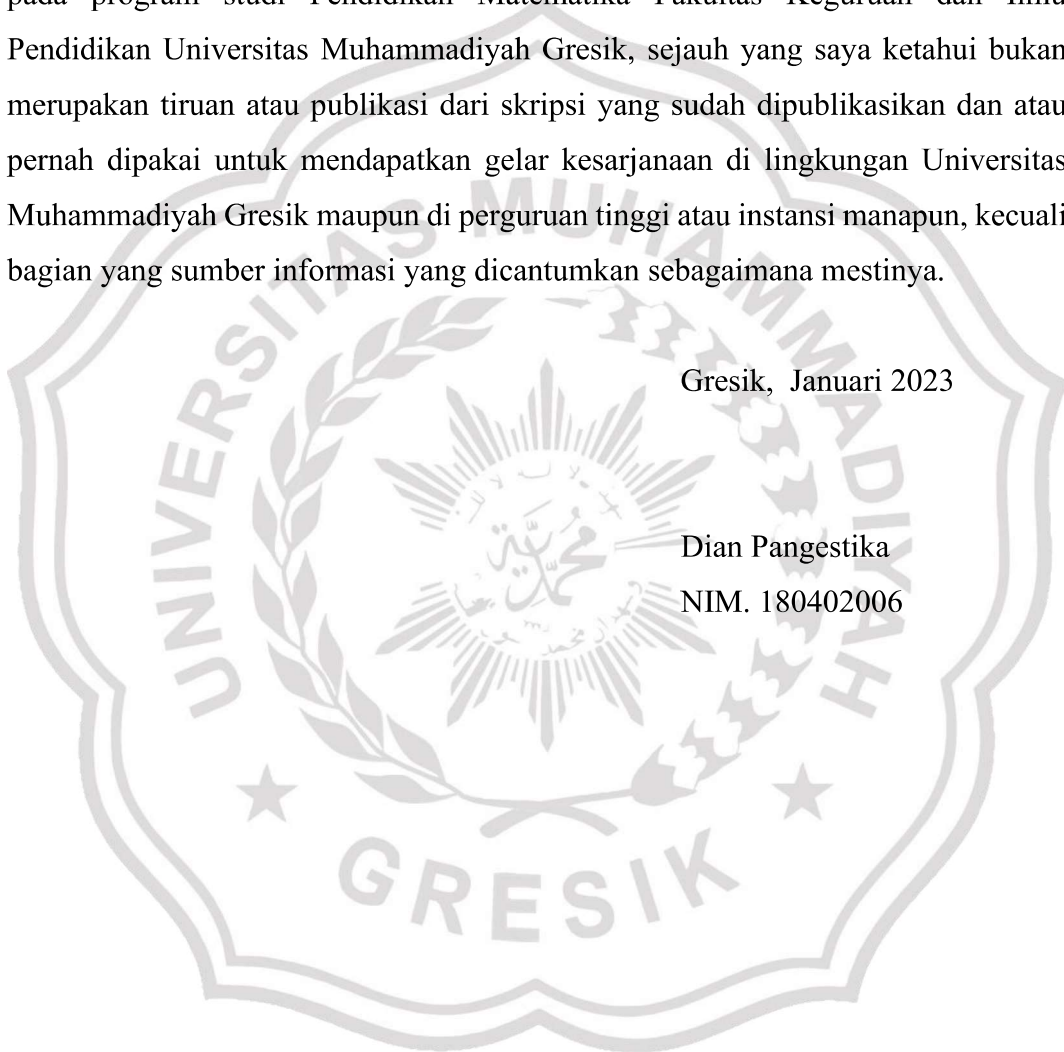 pada program studi Pendidikan Matematika Fakultas Keguruan dan Ilmu
Pendidikan Universitas Muhammadiyah Gresik, sejauh yang saya ketahui bukan
merupakan tiruan atau publikasi dari skripsi yang sudah dipublikasikan dan atau
pernah dipakai untuk mendapatkan gelar kesarjanaan di lingkungan Universitas
Muhammadiyah Gresik maupun di perguruan tinggi atau instansi manapun, kecuali
bagian yang sumber informasi yang dicantumkan sebagaimana mestinya.
Gresik, Januari 2023
Dian Pangestika
NIM. 180402006
UNIVERSITAS MUHAMMADIYAH
GRESIK